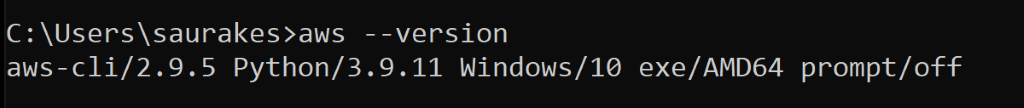 C:\Users\saurakes>aws --version
aws-cli/2.9.5 Python/3.9.11 Windows/10 exe/AMD64 prompt/off